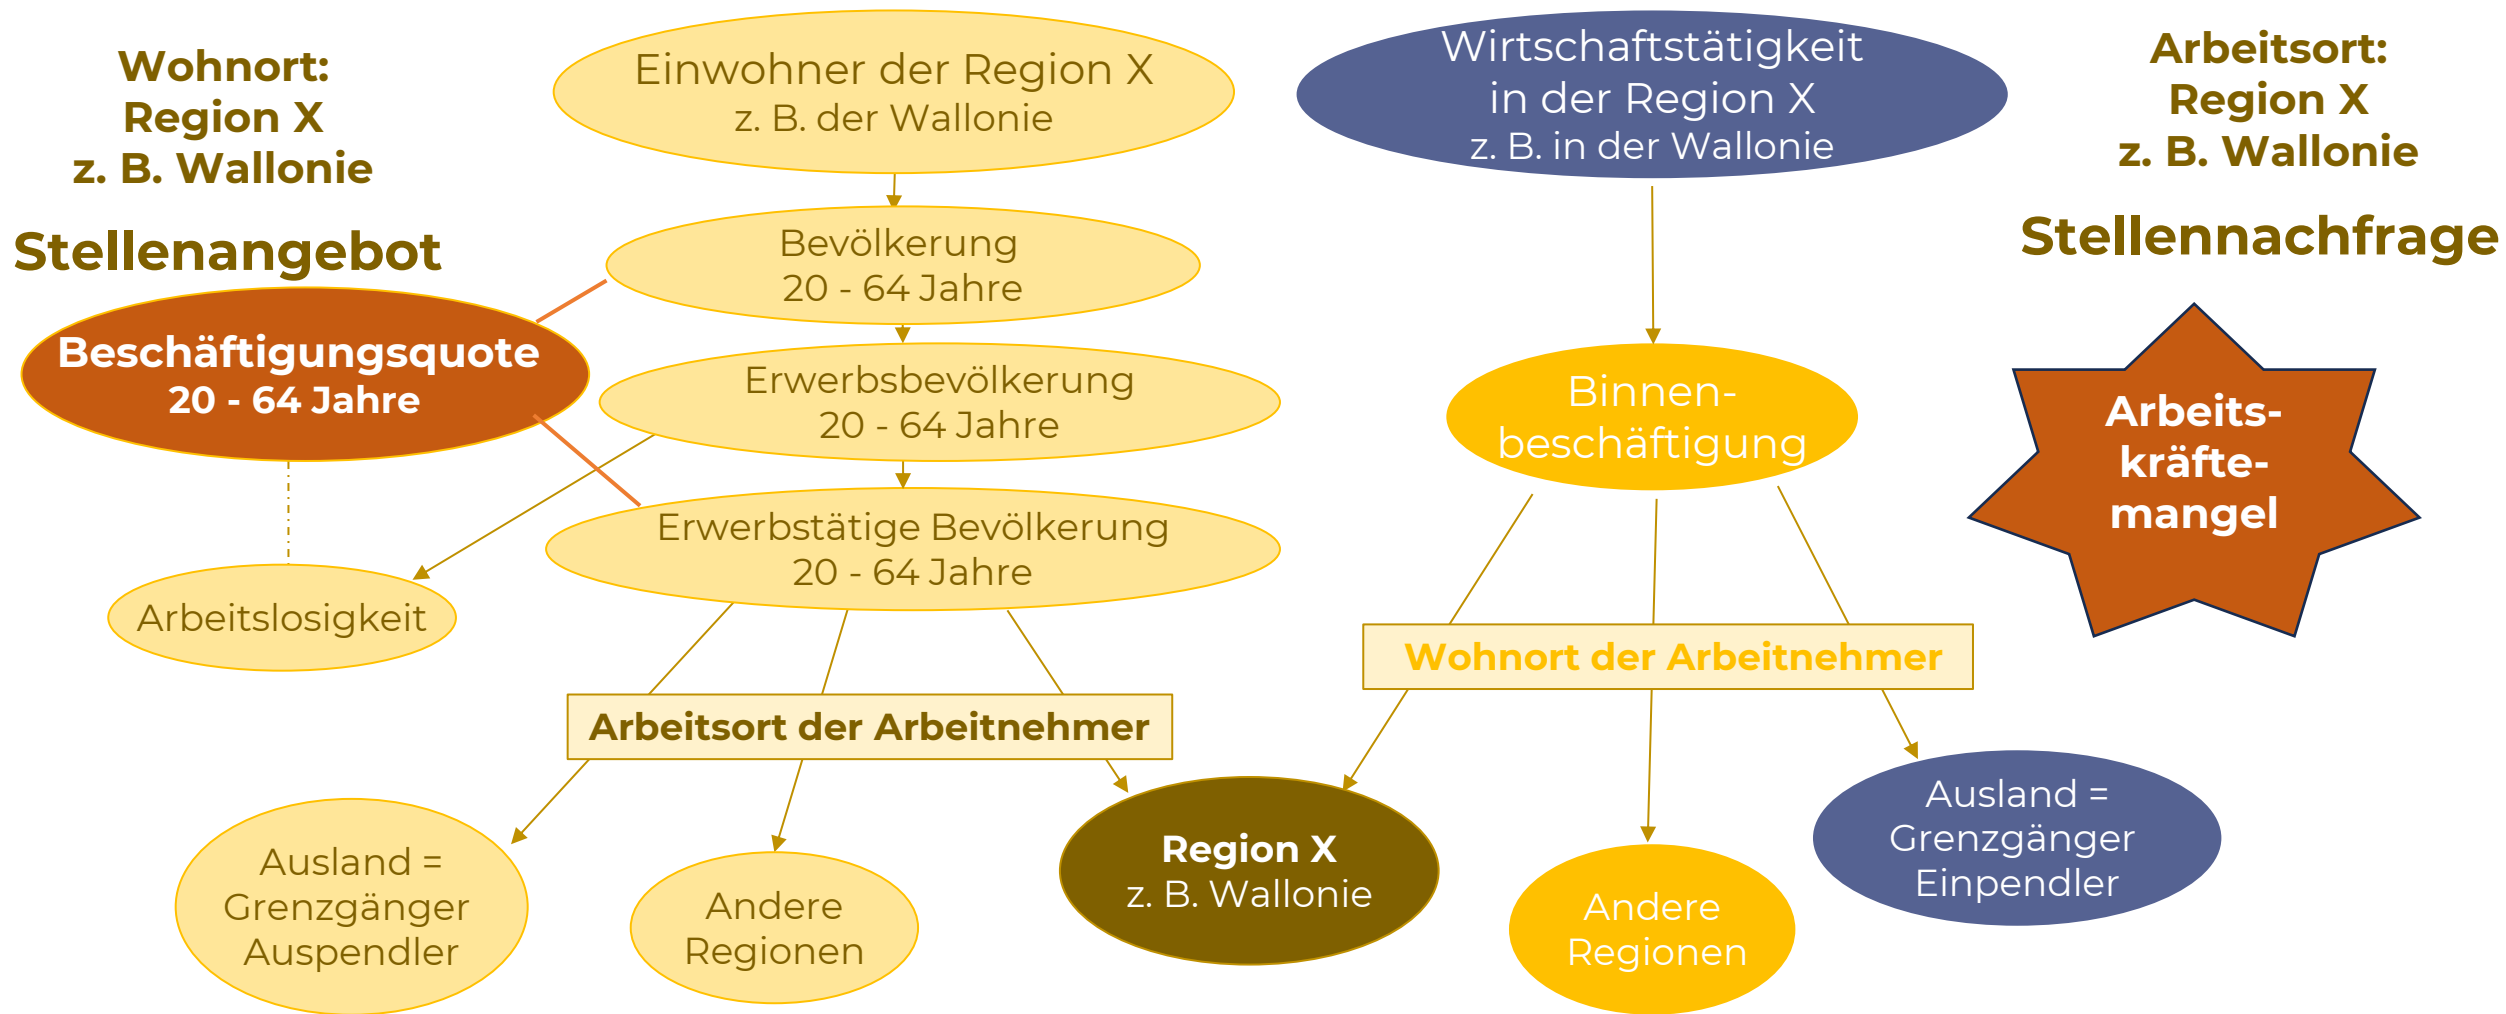 Wohnort:
Region X
z. B. Wallonie
Stellenangebot
Einwohner der Region X
z. B. der Wallonie
Wirtschaftstätigkeit
in der Region X
z. B. in der Wallonie
Arbeitsort:
Region X
z. B. Wallonie
Stellennachfrage
Bevölkerung
20 - 64 Jahre
Beschäftigungsquote
20 - 64 Jahre
Erwerbsbevölkerung
20 - 64 Jahre
Binnen-
beschäftigung
Arbeits-
kräfte-
mangel
Erwerbstätige Bevölkerung
20 - 64 Jahre
Arbeitslosigkeit
Wohnort der Arbeitnehmer
Arbeitsort der Arbeitnehmer
Ausland =
Grenzgänger
Auspendler
Andere
Regionen
Region X
z. B. Wallonie
Andere
Regionen
Ausland =
Grenzgänger
Einpendler